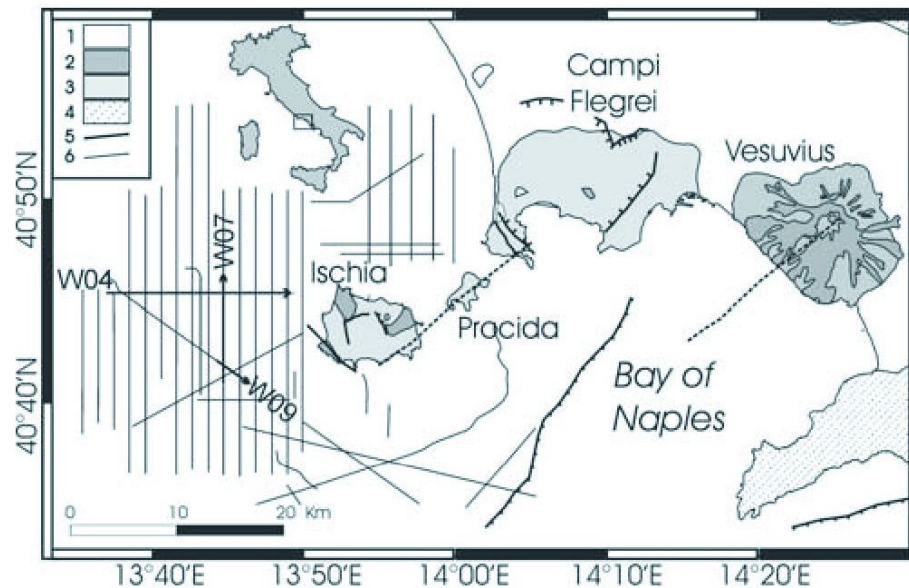 1
2
3
4
5
6
Campi
Flegrei
Vesuvius
40°50'N
W07
Ischia
W04
Procida
Bay of
Naples
W09
40°40'N
0 10 20 Km
13°40'E 13°50'E 14°00'E 14°10'E 14°20'E